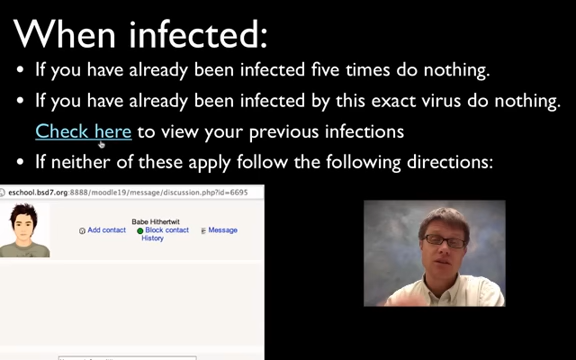 When infected:
• If you have already been infected five times do nothing.
• If you have already been infected by this exact virus do nothing.
Check here to view your previous infections
• If neither of these apply follow the following directions:
eschool.bsd7.org:8888/moodle19/message/discussion.php?id=6695
Babe Hithertwit
Add contact Block contact Message
History